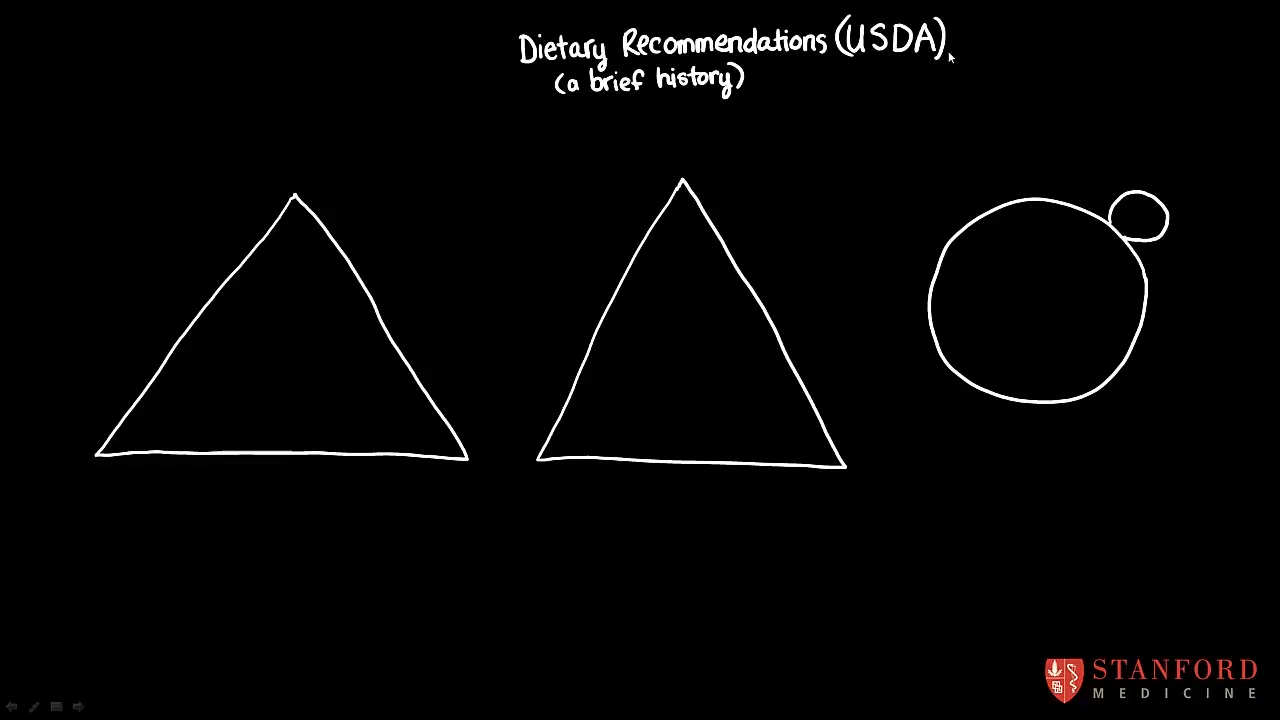 Dietary Recommendations (USDA)
(a brief history)
STANFORD
MEDICINE